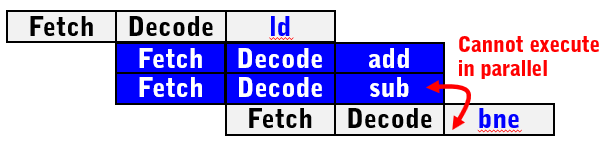 Fetch Decode ld
Fetch Decode add
Cannot execute
in parallel
Fetch Decode sub
Fetch Decode bne